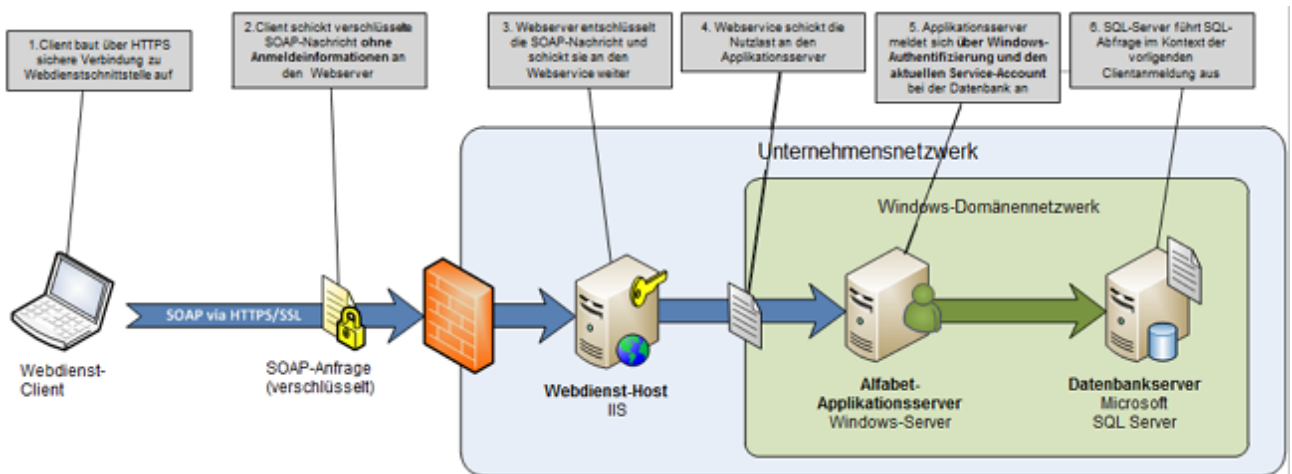 1.Client baut über HTTPS
sichere Verbindung zu
Webdienstschnittstelle auf
2.Client schickt verschlüsselte
SOAP-Nachricht ohne
Anmeldeinformationen an
den Webserver
3. Webserver entschlüsselt
die SOAP-Nachricht und
schickt sie an den
Webservice weiter
4. Webservice schickt die
Nutzlast an den
Applikationsserver
5. Applikationsserver
meldet sich über Windows-
Authentifizierung und den
aktuellen Service-Account
bei der Datenbank an
6. SQL-Server führt SQL-
Abfrage im Kontext der
vorligenden
Clientanmeldung aus
Unternehmensnetzwerk
Windows-Domänennetzwerk
SOAP via HTTPS/SSL
Webdienst-
Client
SOAP-Anfrage
(verschlüsselt)
Webdienst-Host
IIS
Alfabet-
Applikationsserver
Windows-Server
Datenbankserver
Microsoft
SQL Server